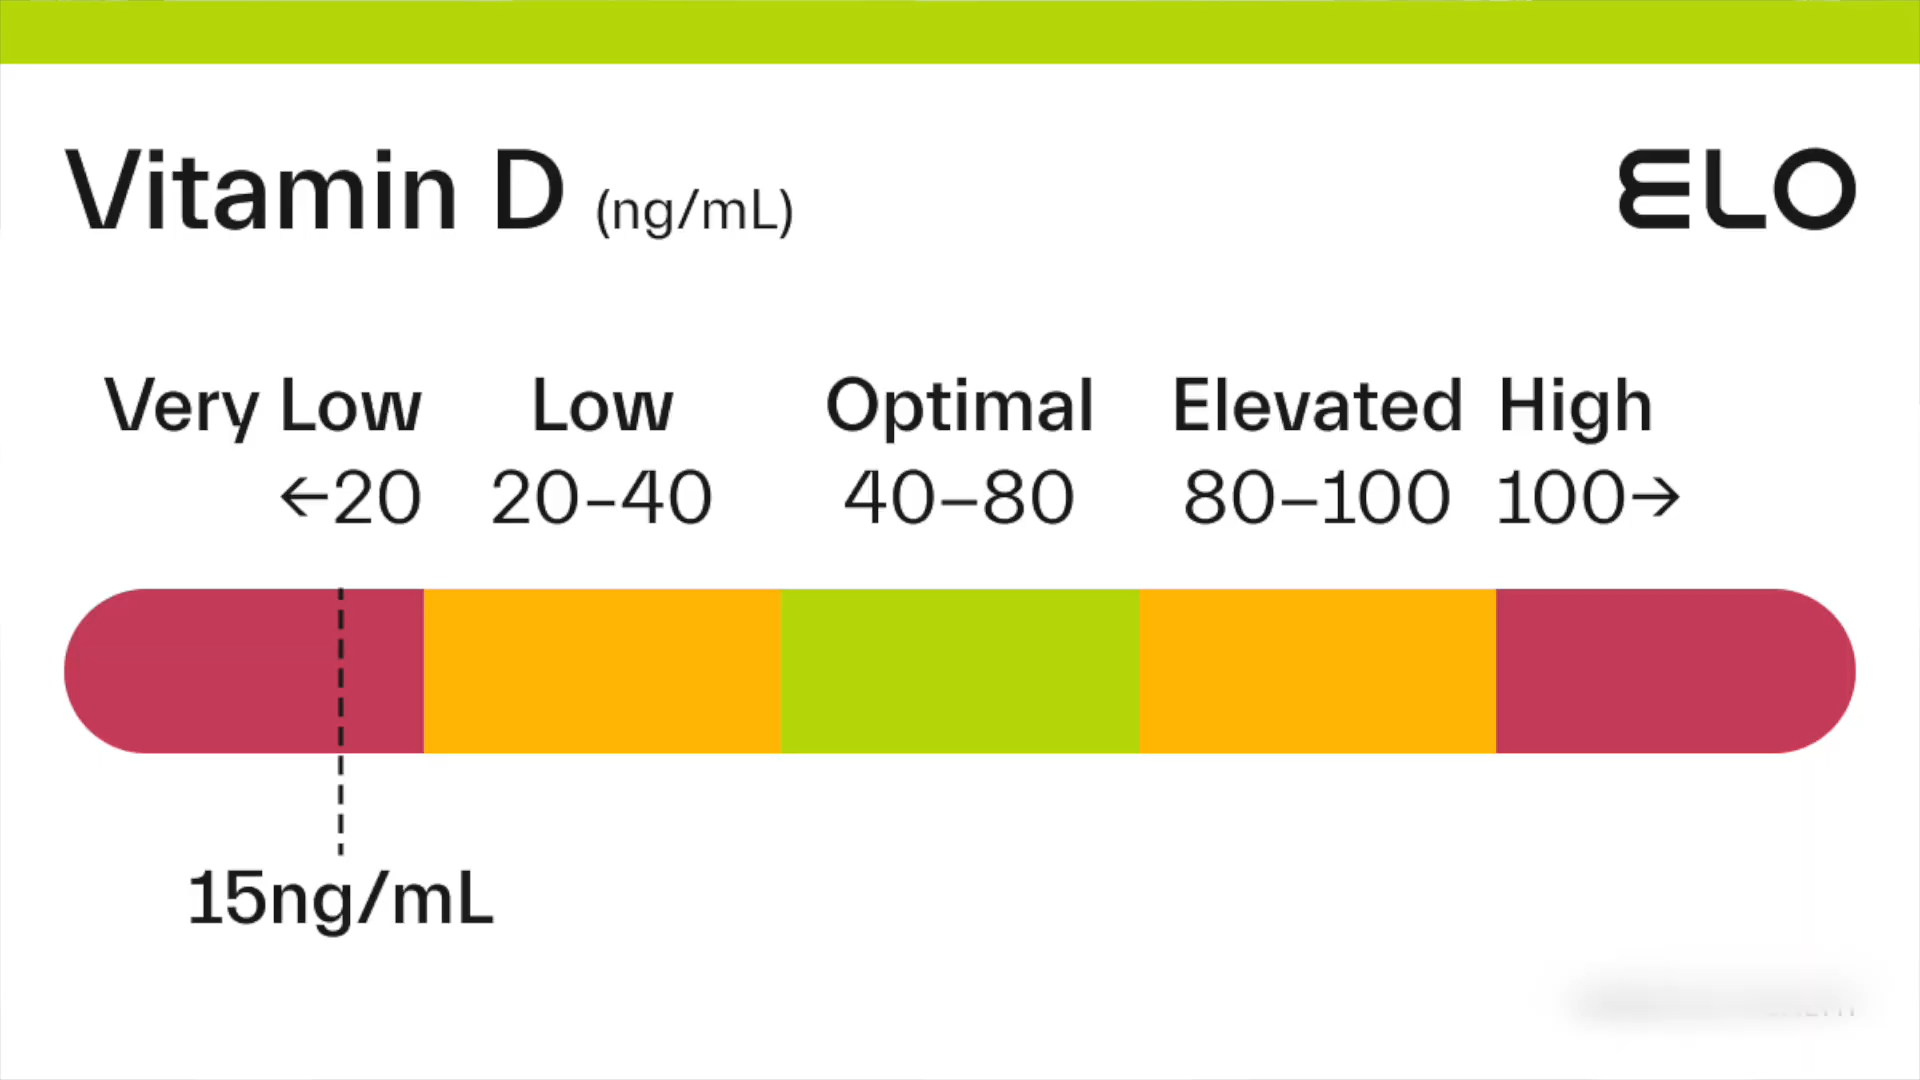 Vitamin D (ng/mL)
ELO
Very Low
Low
Optimal
Elevated
High
←20
20–40
40–80
80–100
100→
15ng/mL